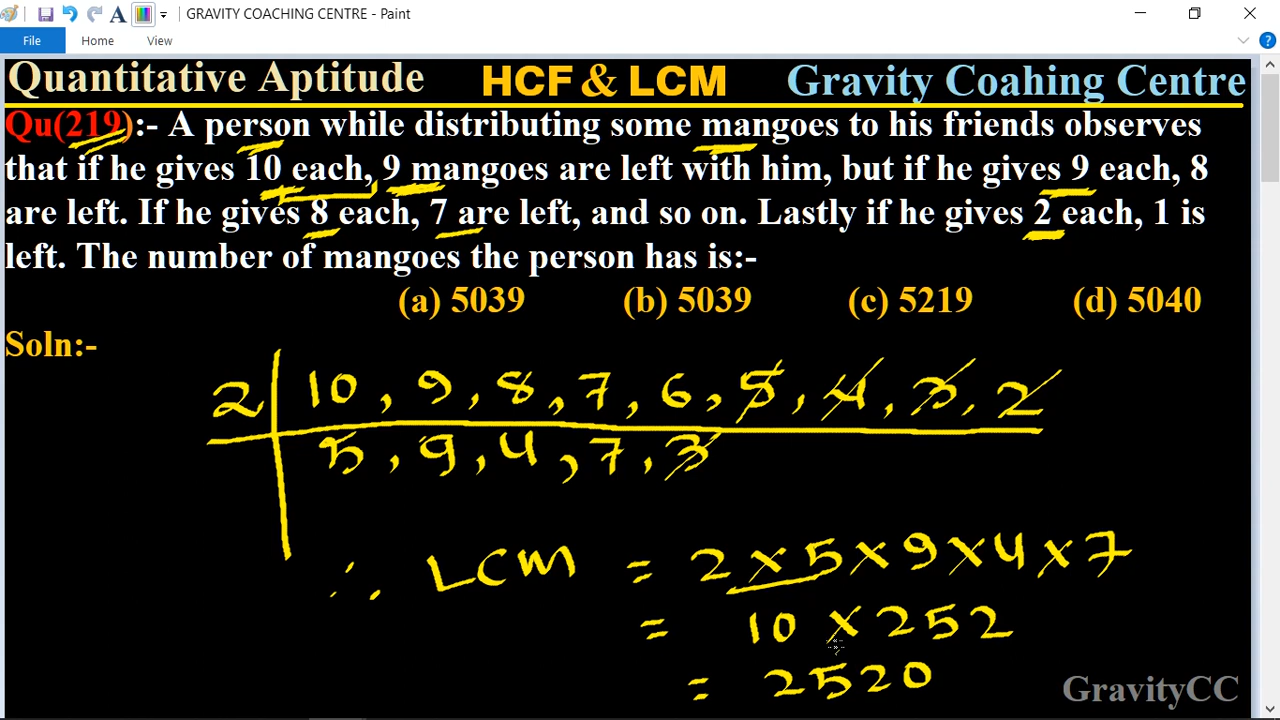 GRAVITY COACHING CENTRE - Paint
File Home View
Quantitative Aptitude HCF & LCM Gravity Coahing Centre
Qu(219):- A person while distributing some mangoes to his friends observes
that if he gives 10 each, 9 mangoes are left with him, but if he gives 9 each, 8
are left. If he gives 8 each, 7 are left, and so on. Lastly if he gives 2 each, 1 is
left. The number of mangoes the person has is:-
(a) 5039 (b) 5039 (c) 5219 (d) 5040
Soln:-
2 10, 9, 8, 7, 6, 5, 4, 3, 2
5, 9, 4, 7, 3
∴ LCM = 2 × 5 × 9 × 4 × 7
= 10 × 252
= 2520
GravityCC